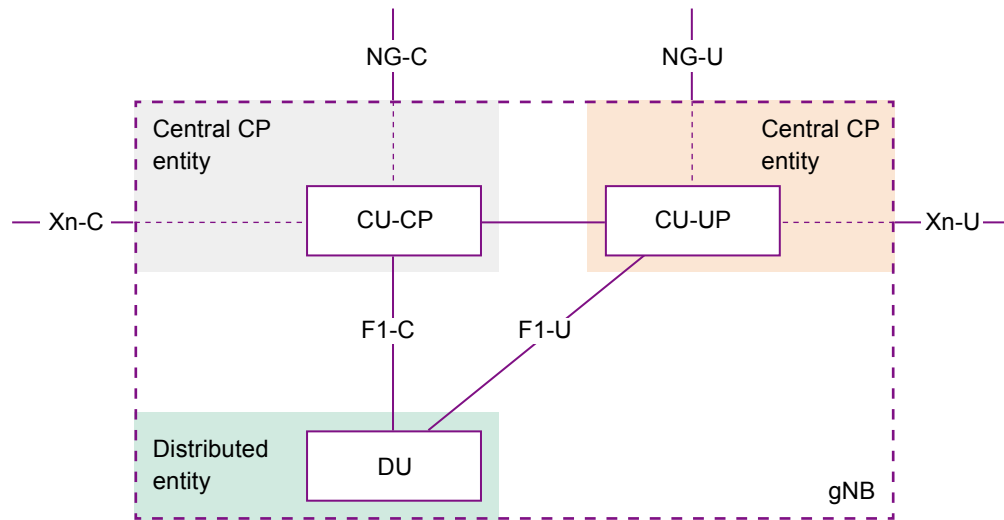 NG-C
NG-U
Central CP
entity
Central CP
entity
Xn-C
CU-CP
CU-UP
Xn-U
F1-C
F1-U
Distributed
entity
DU
gNB